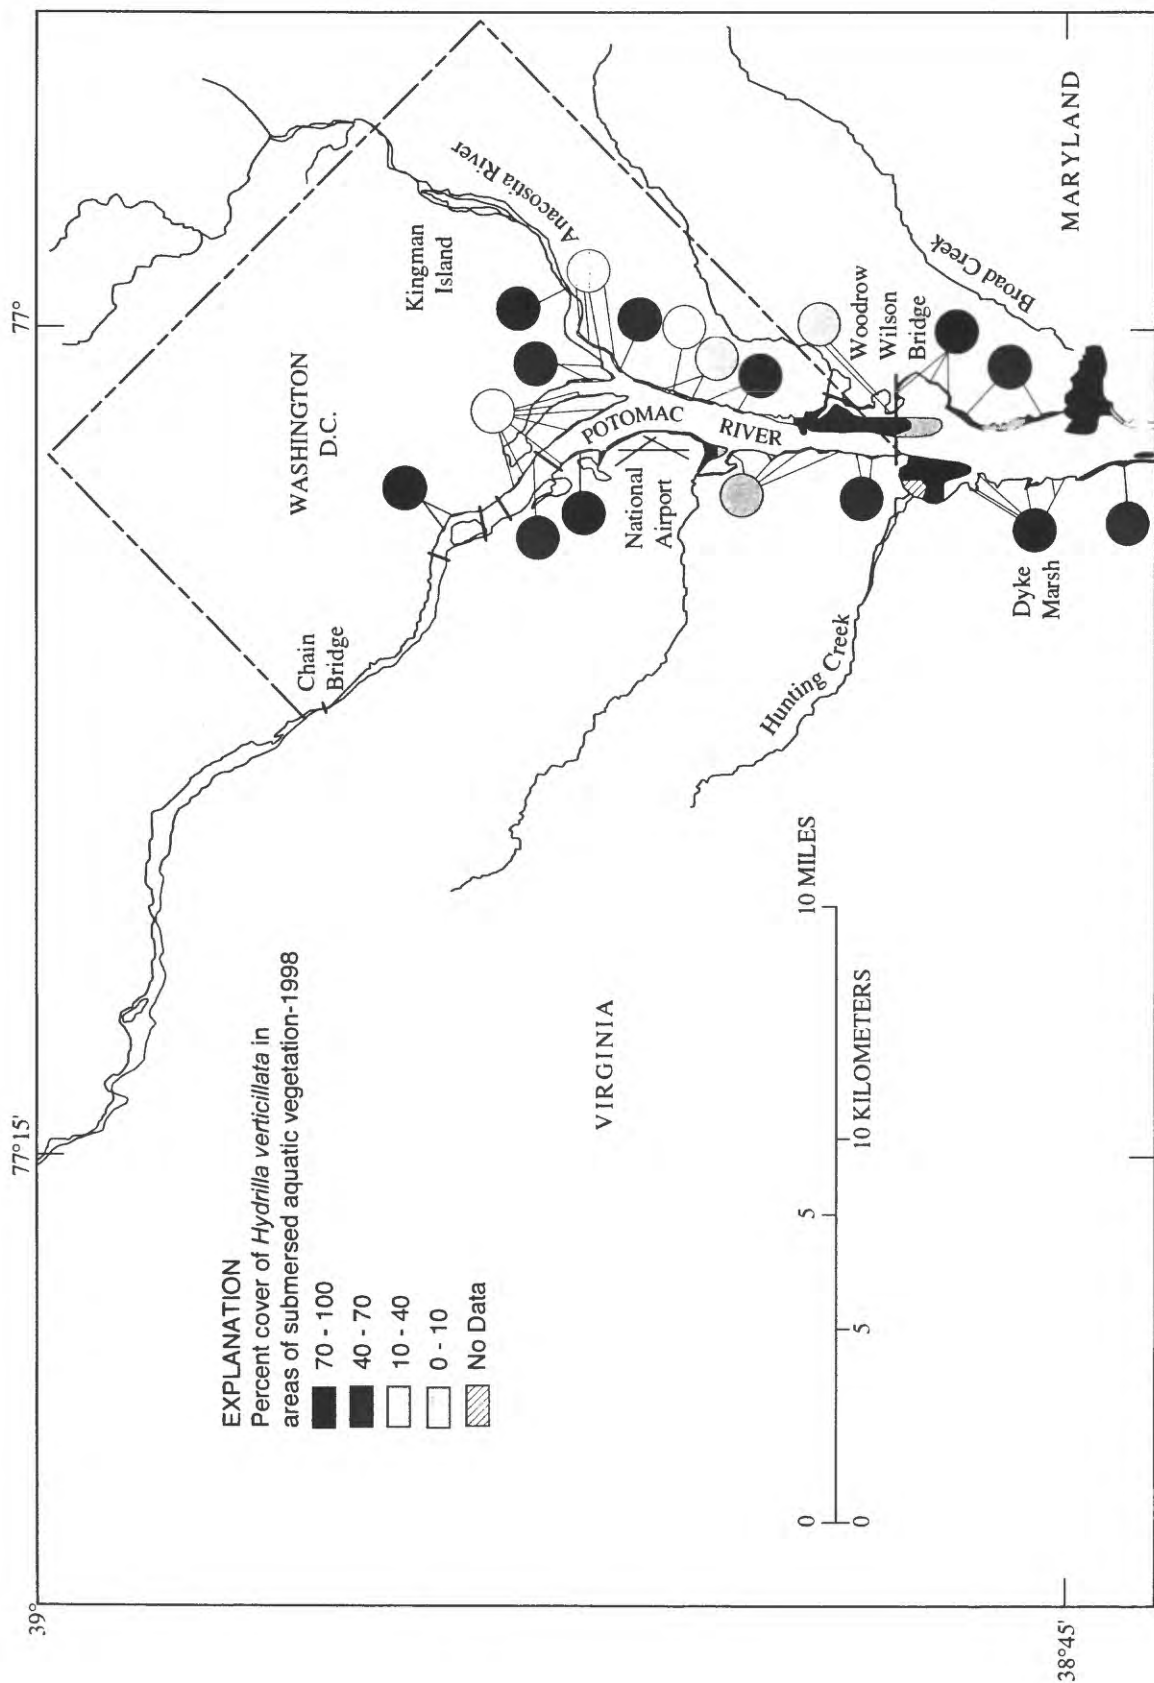 39°
38°45'
77°15'
77°
EXPLANATION
Percent cover of Hydrilla verticillata in
areas of submersed aquatic vegetation-1998
70 - 100
40 - 70
10 - 40
0 - 10
No Data
Chain
Bridge
WASHINGTON
D.C.
Kingman
Island
Anacostia River
POTOMAC RIVER
National
Airport
Woodrow
Wilson
Bridge
Broad Creek
MARYLAND
Hunting Creek
Dyke
Marsh
VIRGINIA
0 5 10 MILES
0 5 10 KILOMETERS